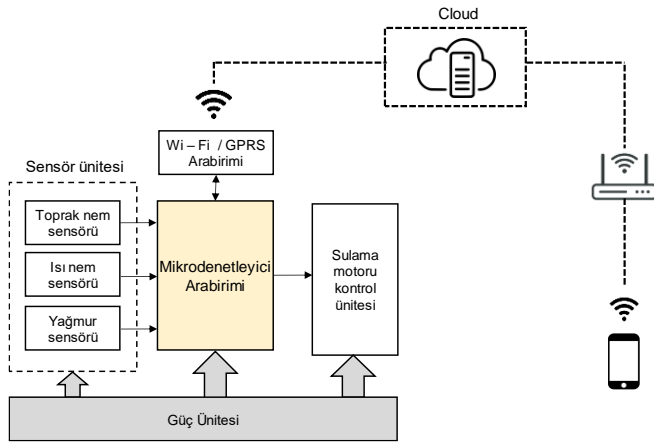 Cloud
Wi – Fi / GPRS
Arabirimi
Sensör ünitesi
Toprak nem
sensörü
Isı nem
sensörü
Yağmur
sensörü
Mikrodenetleyici
Arabirimi
Sulama
motoru
kontrol
ünitesi
Güç Ünitesi